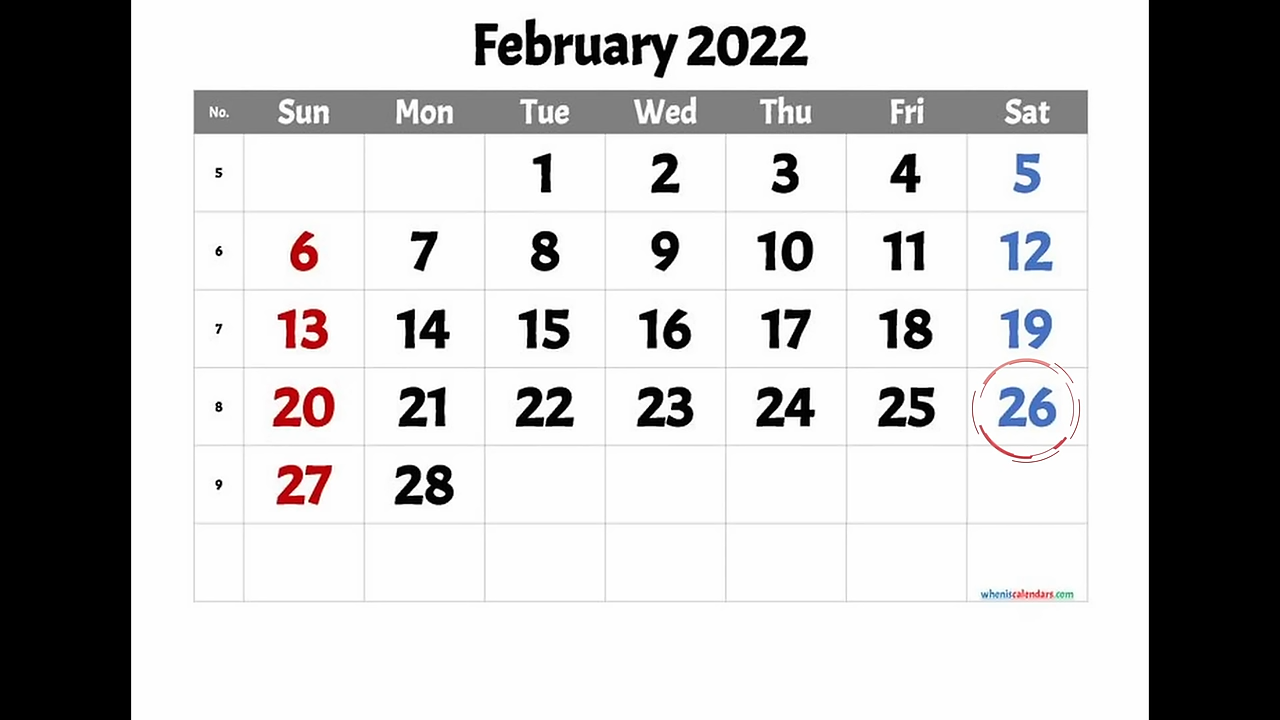 February 2022
No. Sun Mon Tue Wed Thu Fri Sat
5 1 2 3 4 5
6 6 7 8 9 10 11 12
7 13 14 15 16 17 18 19
8 20 21 22 23 24 25 26
9 27 28
wheniscalendars.com